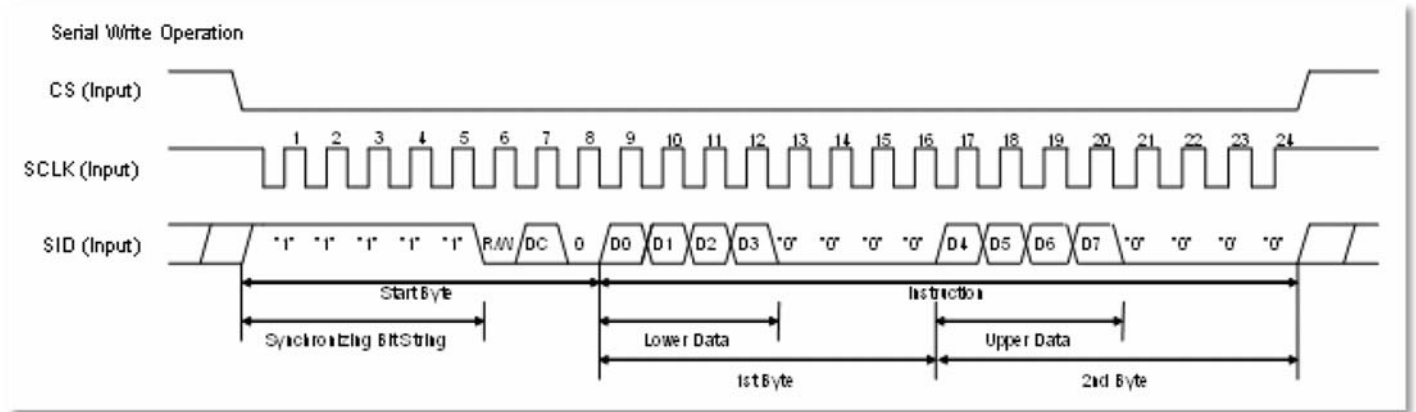 Serial Write Operation
CS (Input)
1 2 3 4 5 6 7 8 9 10 11 12 13 14 15 16 17 18 19 20 21 22 23 24
SCLK (Input)
SID (Input) "1" "1" "1" "1" "1" R/W DC 0 D0 D1 D2 D3 "0" "0" "0" "0" D4 D5 D6 D7 "0" "0" "0" "0"
Start Byte Instruction
Synchronizing Bit String Lower Data Upper Data
1st Byte 2nd Byte